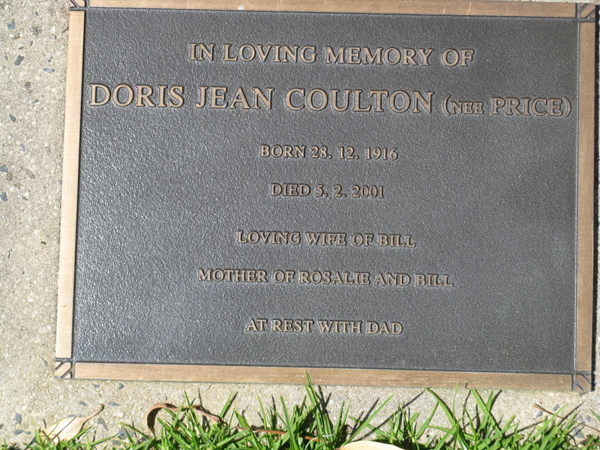 IN LOVING MEMORY OF
DORIS JEAN COULTON (NEE PRICE)
BORN 28. 12. 1916
DIED 5. 2. 2001
LOVING WIFE OF BILL,
MOTHER OF ROSALIE AND BILL
AT REST WITH DAD